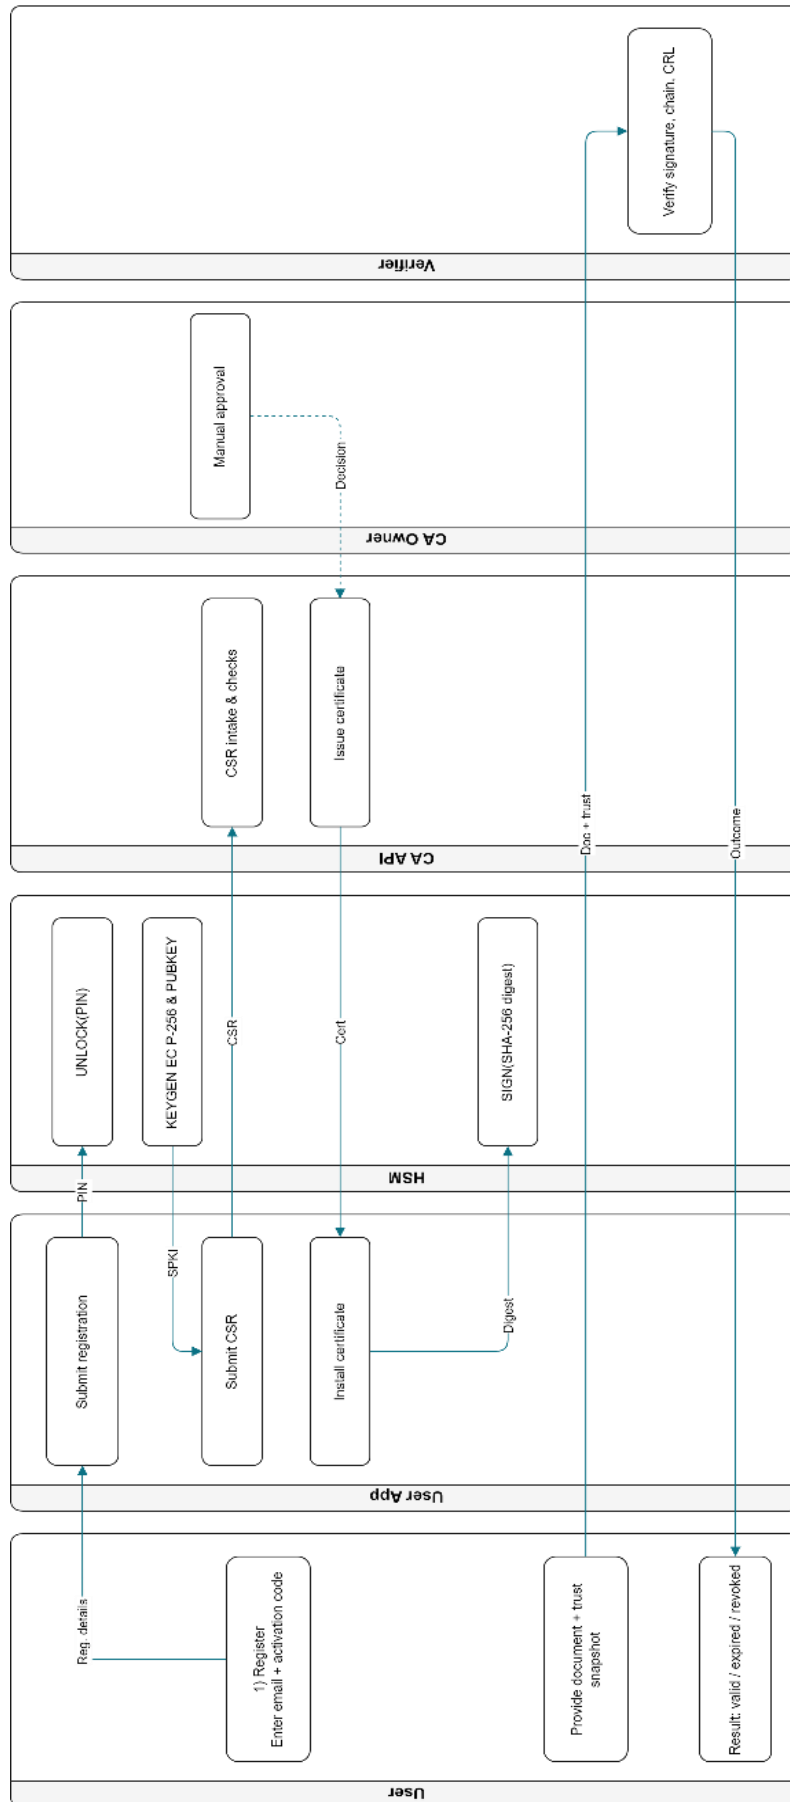 User
1) Register
Enter email + activation code
Provide document + trust
snapshot
Result: valid / expired / revoked
Reg. details
User App
Submit registration
Submit CSR
Install certificate
PIN
SPKI
Digest
HSM
UNLOCK(PIN)
KEYGEN EC P-256 & PUBKEY
SIGN(SHA-256 digest)
CSR
Cert
CA API
CSR intake & checks
Issue certificate
Doc + trust
Outcome
CA Owner
Manual approval
Decision
Verifier
Verify signature, chain, CRL